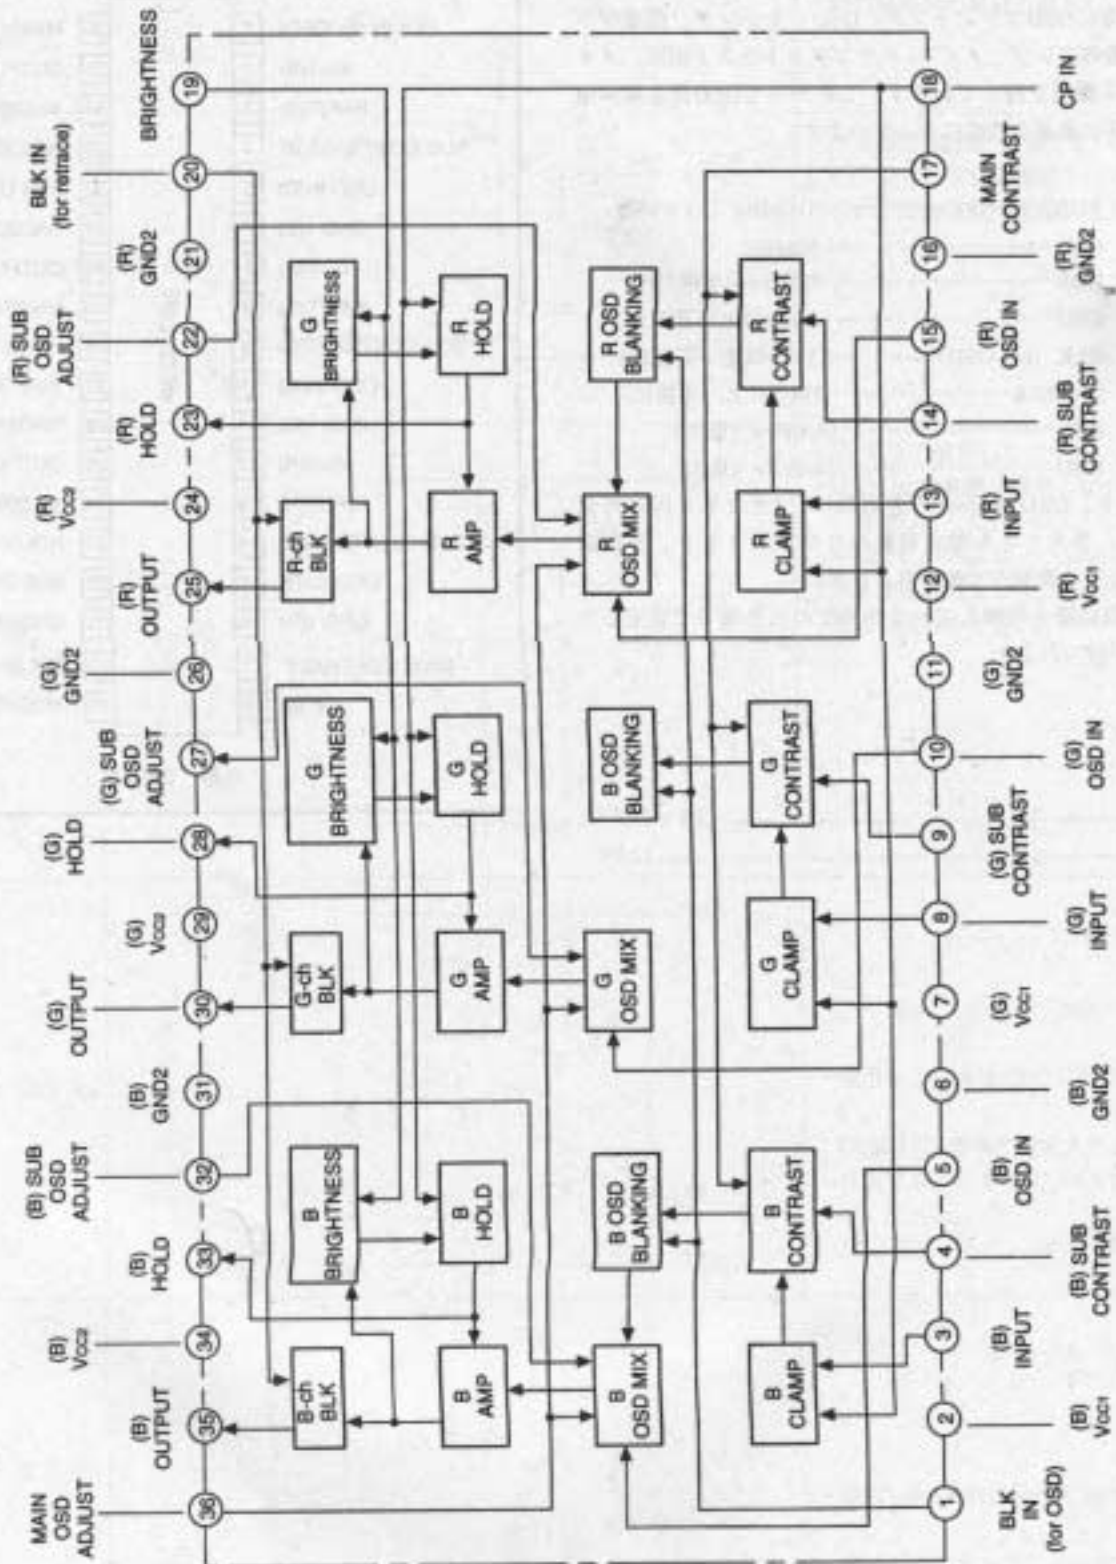 MAIN
OSD
ADJUST
(B)
OUTPUT
(B)
VCC2
(B)
HOLD
(B) SUB
OSD
ADJUST
(B)
GND2
(G)
OUTPUT
(G)
VCC2
(G)
HOLD
(G) SUB
OSD
ADJUST
(G)
GND2
(R)
OUTPUT
(R)
VCC2
(R)
HOLD
(R) SUB
OSD
ADJUST
(R)
GND2
BLK IN
(for retrace)
BRIGHTNESS
36
35
34
33
32
31
30
29
28
27
26
25
24
23
22
21
20
19
B-ch
BLK
B
BRIGHTNESS
G-ch
BLK
G
BRIGHTNESS
R-ch
BLK
G
BRIGHTNESS
B
AMP
B
HOLD
G
AMP
G
HOLD
R
AMP
R
HOLD
B
OSD MIX
B OSD
BLANKING
G
OSD MIX
B OSD
BLANKING
R
OSD MIX
R OSD
BLANKING
B
CLAMP
B
CONTRAST
G
CLAMP
G
CONTRAST
R
CLAMP
R
CONTRAST
1
2
3
4
5
6
7
8
9
10
11
12
13
14
15
16
17
18
BLK
IN
(for OSD)
(B)
VCC1
(B)
INPUT
(B) SUB
CONTRAST
(B)
OSD IN
(B)
GND2
(G)
VCC1
(G)
INPUT
(G) SUB
CONTRAST
(G)
OSD IN
(G)
GND2
(R)
VCC1
(R)
INPUT
(R) SUB
CONTRAST
(R)
OSD IN
(R)
GND2
MAIN
CONTRAST
CP IN